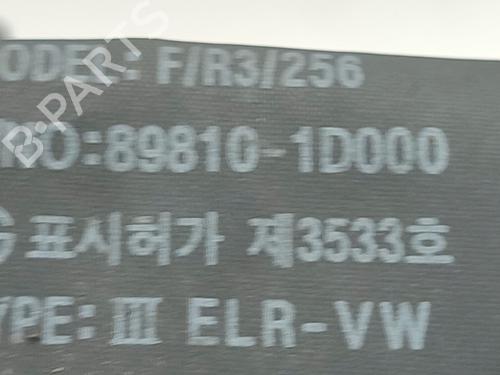 ODEL: F/R3/256
NO:89810-1D000
G 표시허가 제3533호
YPE: Ⅲ ELR-VW
B-PARTS